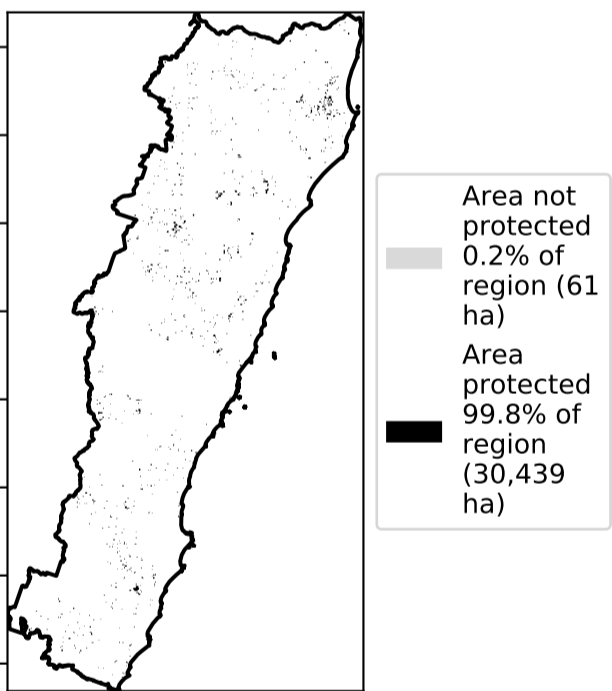 Area not
protected
0.2% of
region (61
ha)
Area
protected
99.8% of
region
(30,439
ha)